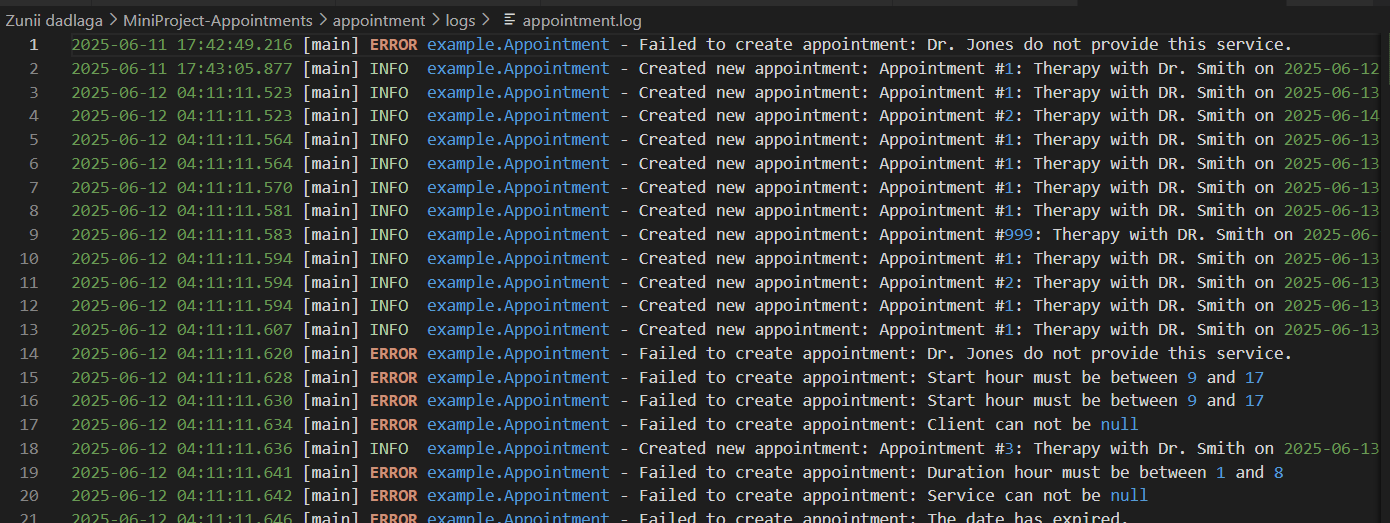 Zunii dadlaga > MiniProject-Appointments > appointment > logs > appointment.log
1 2025-06-11 17:42:49.216 [main] ERROR example.Appointment - Failed to create appointment: Dr. Jones do not provide this service.
2 2025-06-11 17:43:05.877 [main] INFO  example.Appointment - Created new appointment: Appointment #1: Therapy with Dr. Smith on 2025-06-12
3 2025-06-12 04:11:11.523 [main] INFO  example.Appointment - Created new appointment: Appointment #1: Therapy with DR. Smith on 2025-06-13
4 2025-06-12 04:11:11.523 [main] INFO  example.Appointment - Created new appointment: Appointment #2: Therapy with DR. Smith on 2025-06-14
5 2025-06-12 04:11:11.564 [main] INFO  example.Appointment - Created new appointment: Appointment #1: Therapy with DR. Smith on 2025-06-13
6 2025-06-12 04:11:11.564 [main] INFO  example.Appointment - Created new appointment: Appointment #1: Therapy with DR. Smith on 2025-06-13
7 2025-06-12 04:11:11.570 [main] INFO  example.Appointment - Created new appointment: Appointment #1: Therapy with DR. Smith on 2025-06-13
8 2025-06-12 04:11:11.581 [main] INFO  example.Appointment - Created new appointment: Appointment #1: Therapy with DR. Smith on 2025-06-13
9 2025-06-12 04:11:11.583 [main] INFO  example.Appointment - Created new appointment: Appointment #999: Therapy with DR. Smith on 2025-06-
10 2025-06-12 04:11:11.594 [main] INFO  example.Appointment - Created new appointment: Appointment #1: Therapy with DR. Smith on 2025-06-13
11 2025-06-12 04:11:11.594 [main] INFO  example.Appointment - Created new appointment: Appointment #2: Therapy with DR. Smith on 2025-06-13
12 2025-06-12 04:11:11.594 [main] INFO  example.Appointment - Created new appointment: Appointment #1: Therapy with DR. Smith on 2025-06-13
13 2025-06-12 04:11:11.607 [main] INFO  example.Appointment - Created new appointment: Appointment #1: Therapy with DR. Smith on 2025-06-13
14 2025-06-12 04:11:11.620 [main] ERROR example.Appointment - Failed to create appointment: Dr. Jones do not provide this service.
15 2025-06-12 04:11:11.628 [main] ERROR example.Appointment - Failed to create appointment: Start hour must be between 9 and 17
16 2025-06-12 04:11:11.630 [main] ERROR example.Appointment - Failed to create appointment: Start hour must be between 9 and 17
17 2025-06-12 04:11:11.634 [main] ERROR example.Appointment - Failed to create appointment: Client can not be null
18 2025-06-12 04:11:11.636 [main] INFO  example.Appointment - Created new appointment: Appointment #3: Therapy with Dr. Smith on 2025-06-13
19 2025-06-12 04:11:11.641 [main] ERROR example.Appointment - Failed to create appointment: Duration hour must be between 1 and 8
20 2025-06-12 04:11:11.642 [main] ERROR example.Appointment - Failed to create appointment: Service can not be null
21 2025-06-12 04:11:11.646 [main] ERROR example.Appointment - Failed to create appointment: The date has expired.